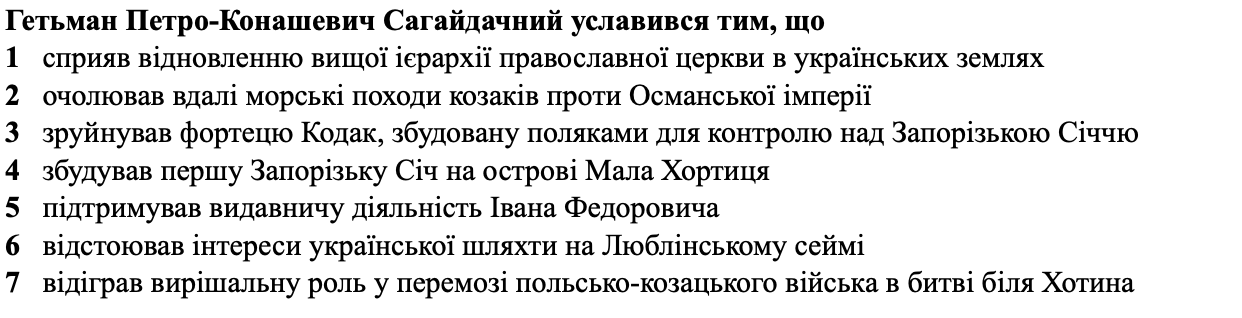 Гетьман Петро-Конашевич Сагайдачний уславився тим, що
1 сприяв відновленню вищої ієрархії православної церкви в українських землях
2 очолював вдалі морські походи козаків проти Османської імперії
3 зруйнував фортецю Кодак, збудовану поляками для контролю над Запорізькою Січчю
4 збудував першу Запорізьку Січ на острові Мала Хортиця
5 підтримував видавничу діяльність Івана Федоровича
6 відстоював інтереси української шляхти на Люблінському сеймі
7 відіграв вирішальну роль у перемозі польсько-козацького війська в битві біля Хотина